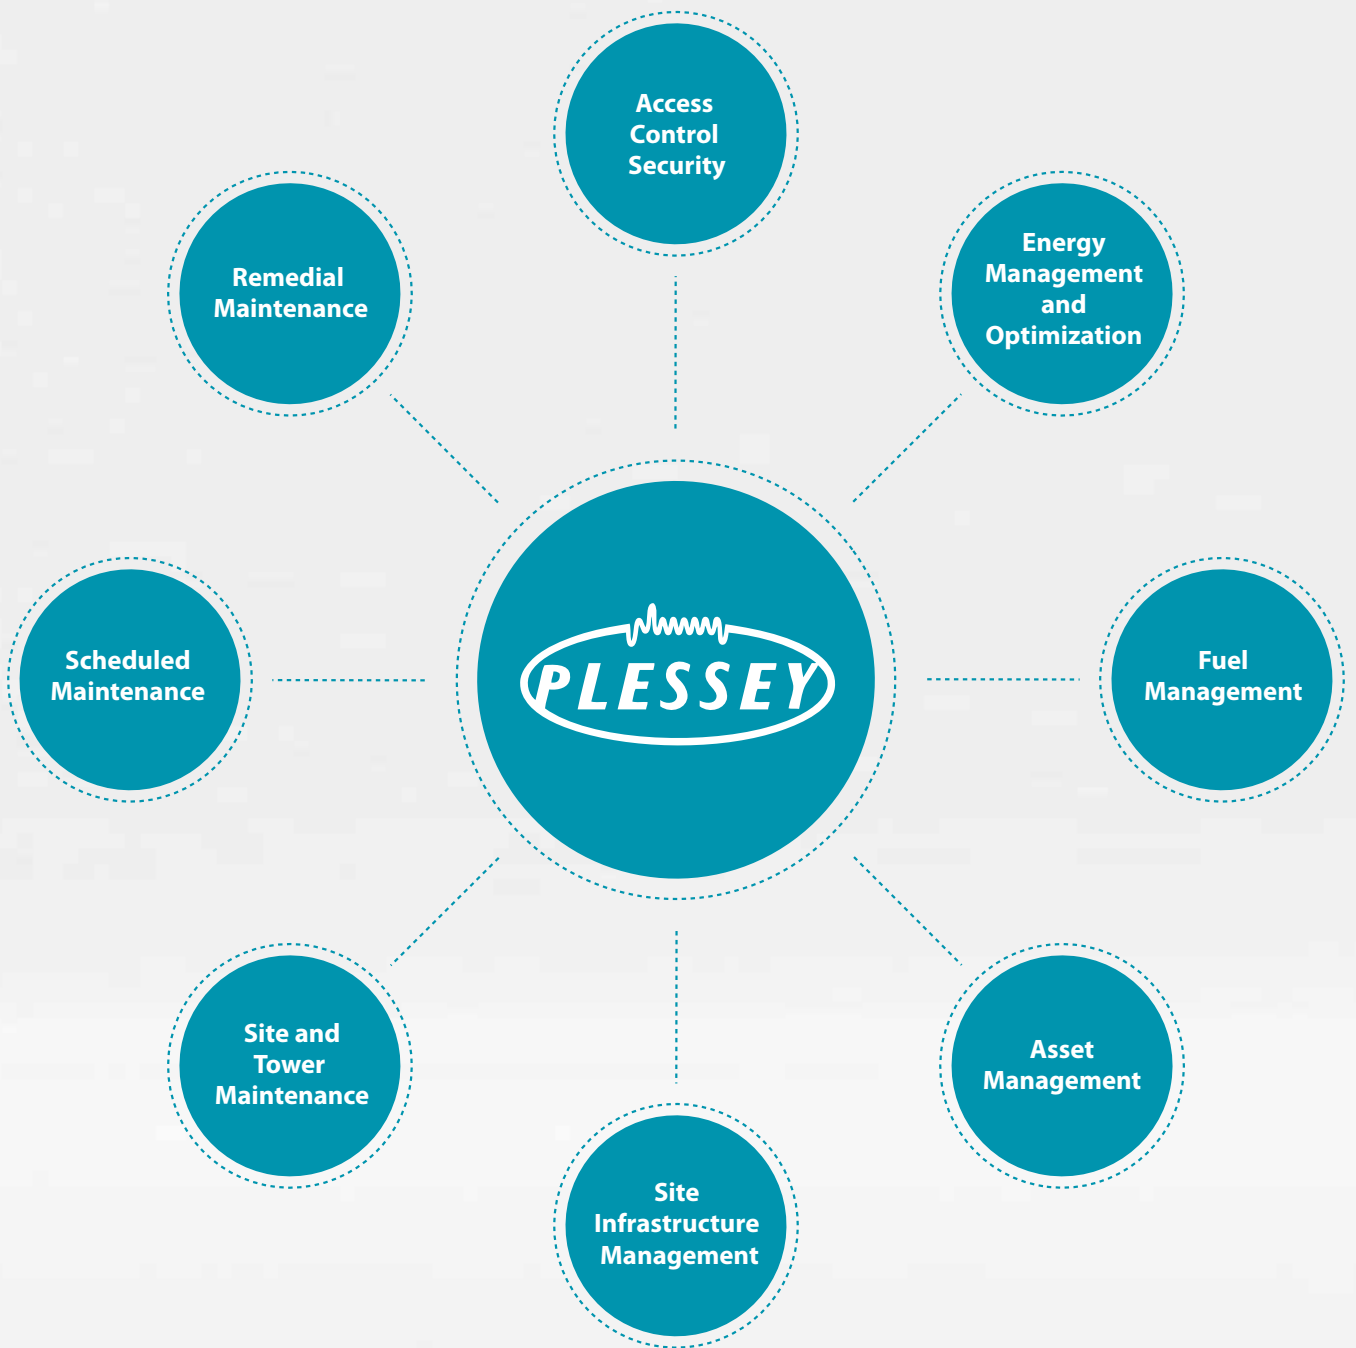 Access
Control
Security
Energy
Management
and
Optimization
Remedial
Maintenance
PLESSEY
Scheduled
Maintenance
Fuel
Management
Site and
Tower
Maintenance
Asset
Management
Site
Infrastructure
Management